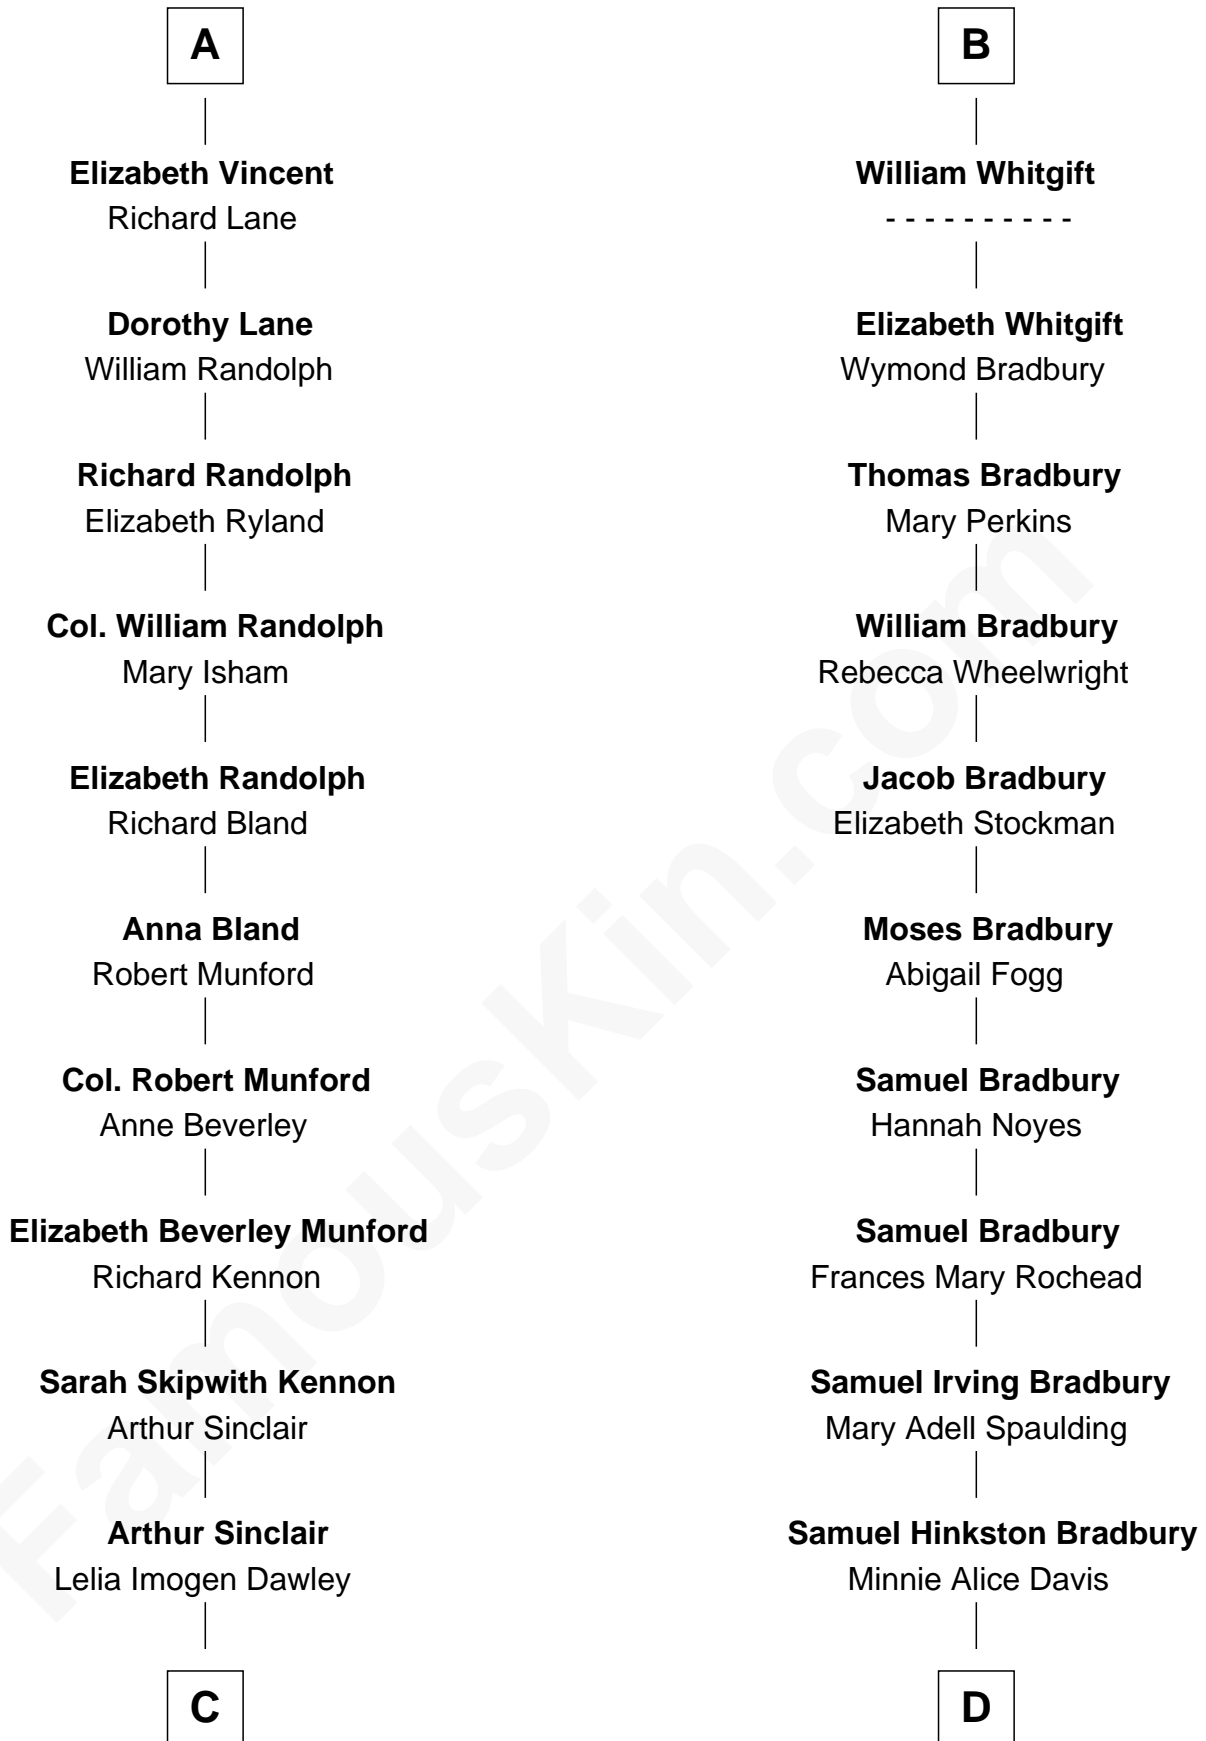 A
Elizabeth Vincent
Richard Lane
Dorothy Lane
William Randolph
Richard Randolph
Elizabeth Ryland
Col. William Randolph
Mary Isham
Elizabeth Randolph
Richard Bland
Anna Bland
Robert Munford
Col. Robert Munford
Anne Beverley
Elizabeth Beverley Munford
Richard Kennon
Sarah Skipwith Kennon
Arthur Sinclair
Arthur Sinclair
Lelia Imogen Dawley
C
B
William Whitgift
- - - - - - - - - -
Elizabeth Whitgift
Wymond Bradbury
Thomas Bradbury
Mary Perkins
William Bradbury
Rebecca Wheelwright
Jacob Bradbury
Elizabeth Stockman
Moses Bradbury
Abigail Fogg
Samuel Bradbury
Hannah Noyes
Samuel Bradbury
Frances Mary Rochead
Samuel Irving Bradbury
Mary Adell Spaulding
Samuel Hinkston Bradbury
Minnie Alice Davis
D
FamousKin.com